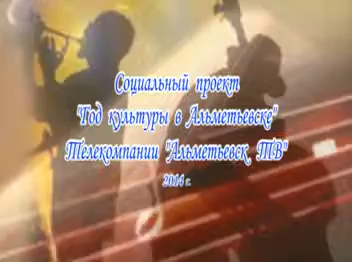 Социальный проект
"Год культуры в Альметьевске"
Телекомпании "Альметьевск ТВ"
2014 г.